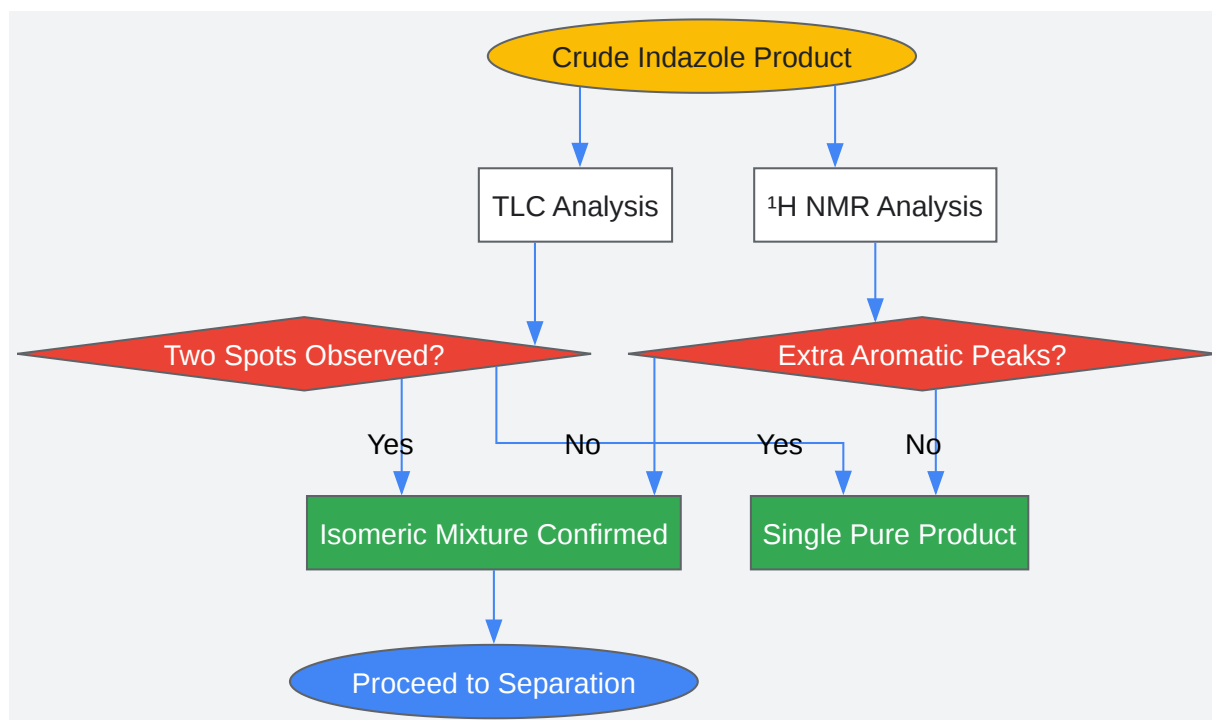 Crude Indazole Product
TLC Analysis
¹H NMR Analysis
Two Spots Observed?
Extra Aromatic Peaks?
Yes
No
Yes
No
Isomeric Mixture Confirmed
Single Pure Product
Proceed to Separation